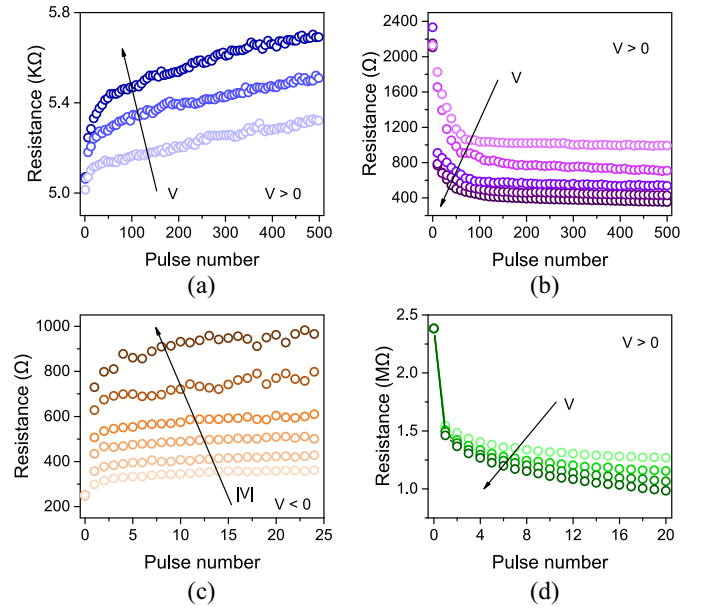 5.8
5.4
5.0
Resistance (KΩ)
V
V > 0
0 100 200 300 400 500
Pulse number
(a)
2400
2000
1600
1200
800
400
Resistance (Ω)
V > 0
V
0 100 200 300 400 500
Pulse number
(b)
1000
800
600
400
200
Resistance (Ω)
|V|
V < 0
0 5 10 15 20 25
Pulse number
(c)
2.5
2.0
1.5
1.0
Resistance (MΩ)
V > 0
V
0 4 8 12 16 20
Pulse number
(d)